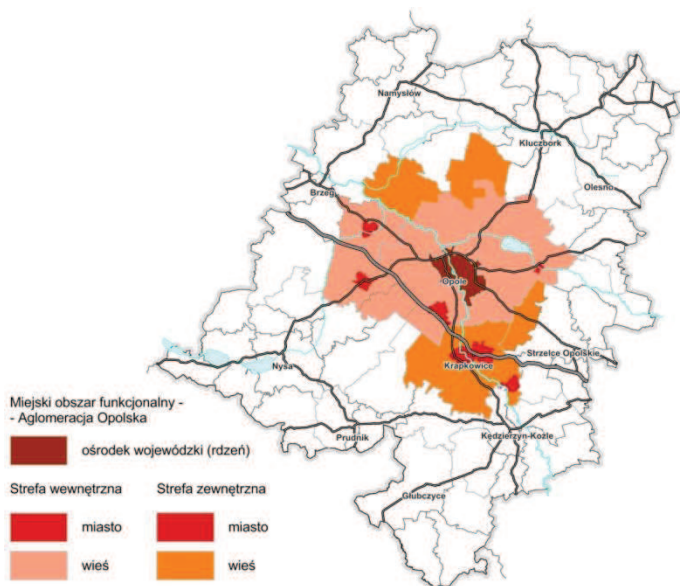 Namysłów
Kluczbork
Olesno
Brzeg
Opole
Strzelce Opolskie
Krapkowice
Nysa
Miejski obszar funkcjonalny -
- Aglomeracja Opolska
ośrodek wojewódzki (rdzeń)
Prudnik
Kędzierzyn-Koźle
Głubczyce
Strefa wewnętrzna
Strefa zewnętrzna
miasto
miasto
wieś
wieś